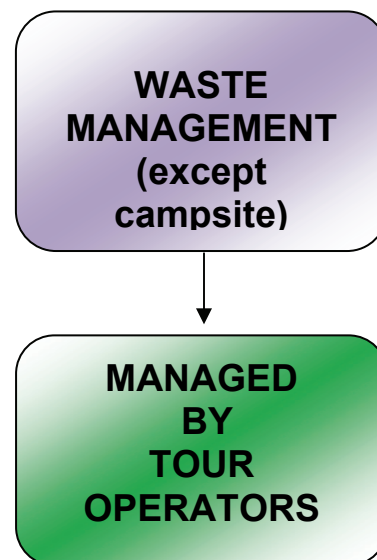 WASTE
MANAGEMENT
(except
campsite)
MANAGED
BY
TOUR
OPERATORS